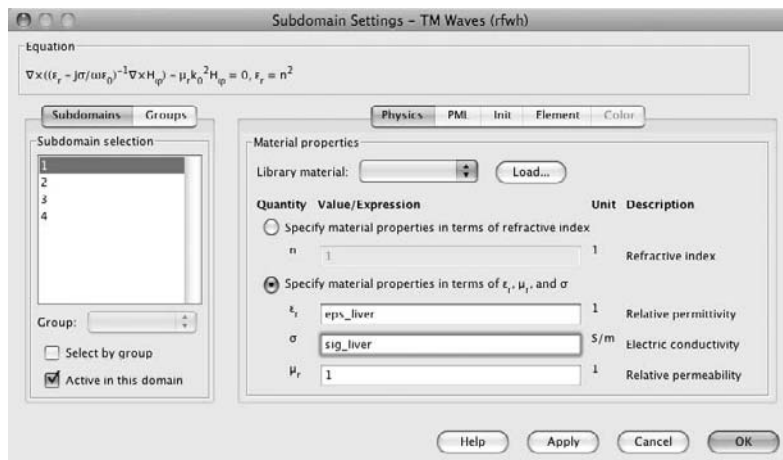 Subdomain Settings – TM Waves (rfwh)
Equation
∇×((εr - jσ/ωε0)⁻¹∇×Hφ) - μrk0²Hφ = 0, εr = n²
Subdomains Groups
Subdomain selection
1
2
3
4
Group:
Select by group
Active in this domain
Physics PML Init Element Color
Material properties
Library material: Load...
Quantity Value/Expression Unit Description
Specify material properties in terms of refractive index
n 1 1 Refractive index
Specify material properties in terms of εr, μr, and σ
εr eps_liver 1 Relative permittivity
σ sig_liver S/m Electric conductivity
μr 1 1 Relative permeability
Help Apply Cancel OK